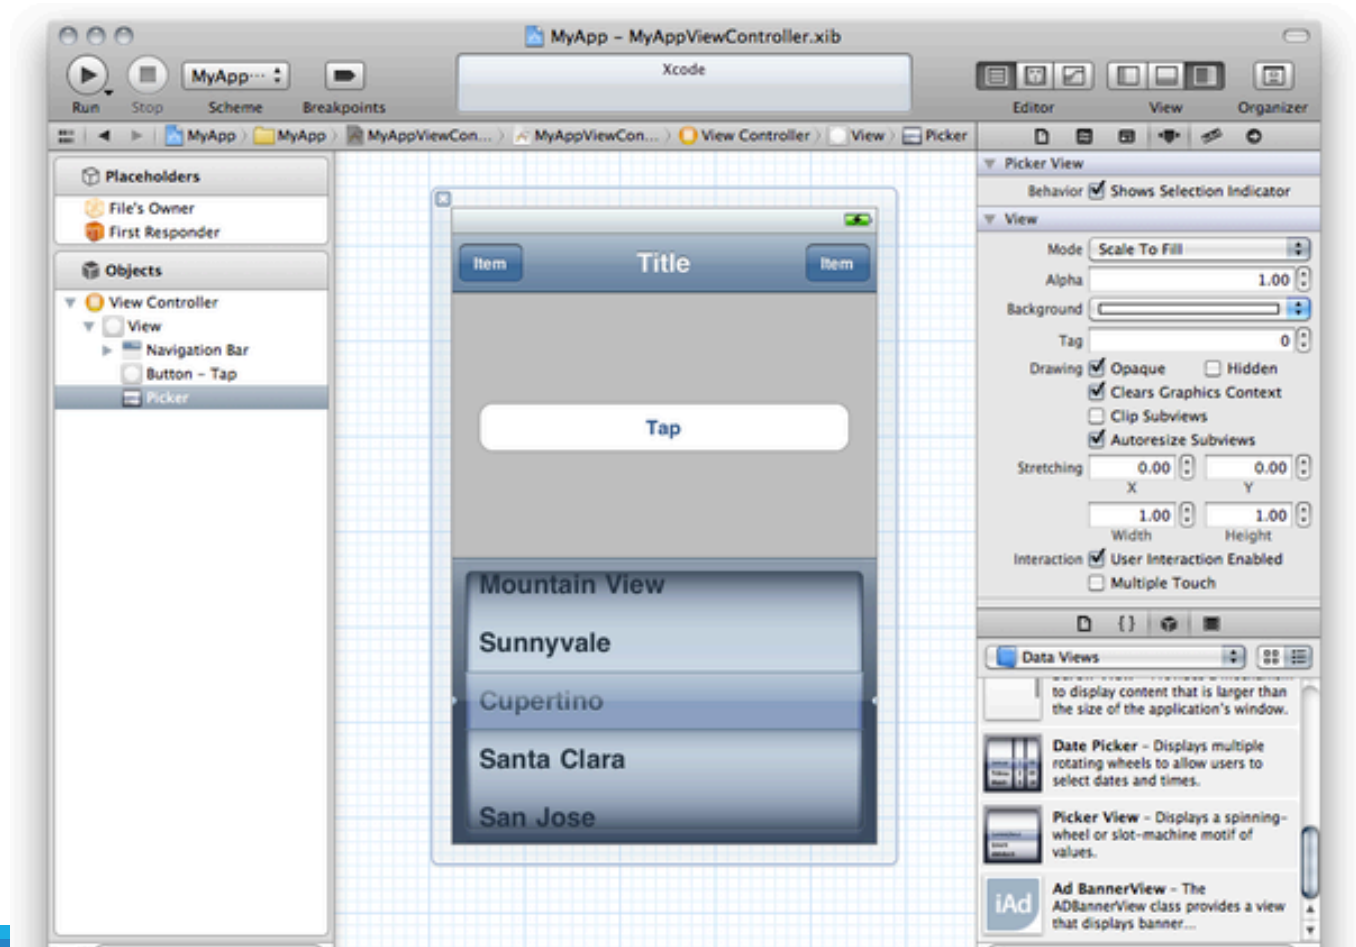 MyApp – MyAppViewController.xib
MyApp... Xcode
Run Stop Scheme Breakpoints Editor View Organizer
MyApp MyApp MyAppViewCon... MyAppViewCon... View Controller View Picker
Placeholders
File's Owner
First Responder
Objects
View Controller
View
Navigation Bar
Button – Tap
Picker
Item Title Item
Tap
Mountain View
Sunnyvale
Cupertino
Santa Clara
San Jose
Picker View
Behavior Shows Selection Indicator
View
Mode Scale To Fill
Alpha 1.00
Background
Tag 0
Drawing Opaque Hidden
Clears Graphics Context
Clip Subviews
Autoresize Subviews
Stretching 0.00 0.00
X Y
1.00 1.00
Width Height
Interaction User Interaction Enabled
Multiple Touch
{}
Data Views
to display content that is larger than
the size of the application's window.
Date Picker – Displays multiple
rotating wheels to allow users to
select dates and times.
Picker View – Displays a spinning-
wheel or slot-machine motif of
values.
iAd
Ad BannerView – The
ADBannerView class provides a view
that displays banner...